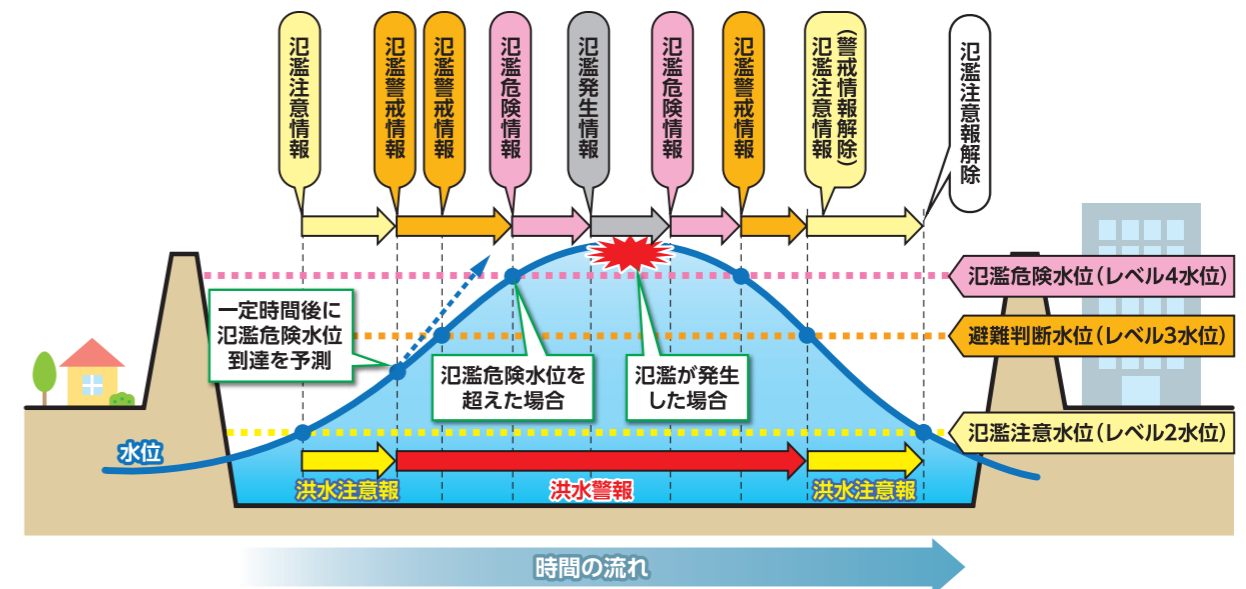 氾濫注意情報
氾濫警戒情報
氾濫警戒情報
氾濫危険情報
氾濫発生情報
氾濫危険情報
氾濫警戒情報
(警戒情報解除)
氾濫注意情報
氾濫注意報解除
氾濫危険水位(レベル4水位)
一定時間後に
氾濫危険水位
到達を予測
避難判断水位(レベル3水位)
氾濫危険水位を
超えた場合
氾濫が発生
した場合
氾濫注意水位(レベル2水位)
水位
洪水注意報
洪水警報
洪水注意報
時間の流れ